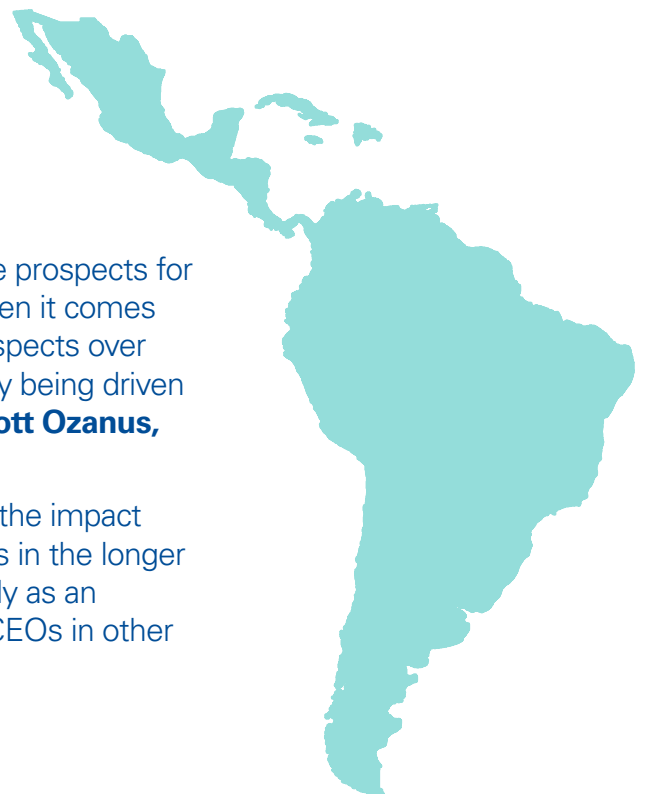 e prospects for
en it comes
spects over
y being driven
ott Ozanus,
the impact
s in the longer
ly as an
CEOs in other